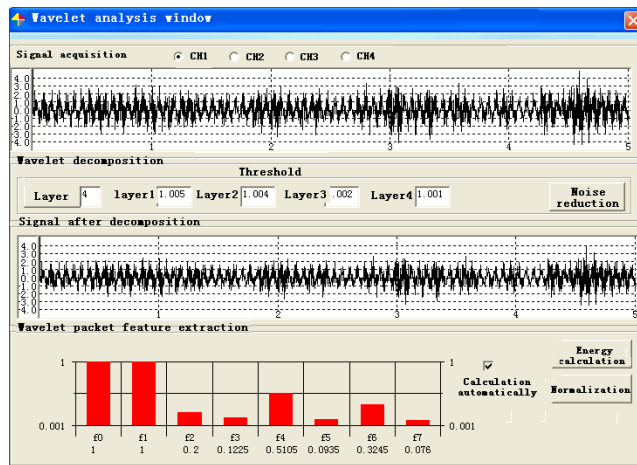 Wavelet analysis window
Signal acquisition CH1 CH2 CH3 CH4
4.0
3.0
2.0
1.0
0.0
-1.0
-2.0
-3.0
-4.0
1 2 3 4 5
Wavelet decomposition
Threshold
Layer 4 layer1 1.005 Layer2 1.004 Layer3 .002 Layer4 1.001
Noise reduction
Signal after decomposition
4.0
3.0
2.0
1.0
0.0
-1.0
-2.0
-3.0
-4.0
1 2 3 4 5
Wavelet packet feature extraction
1 1
0.001 0.001
f0 f1 f2 f3 f4 f5 f6 f7
1 1 0.2 0.1225 0.5105 0.0935 0.3245 0.076
Calculation
automatically
Energy
calculation
Normalization